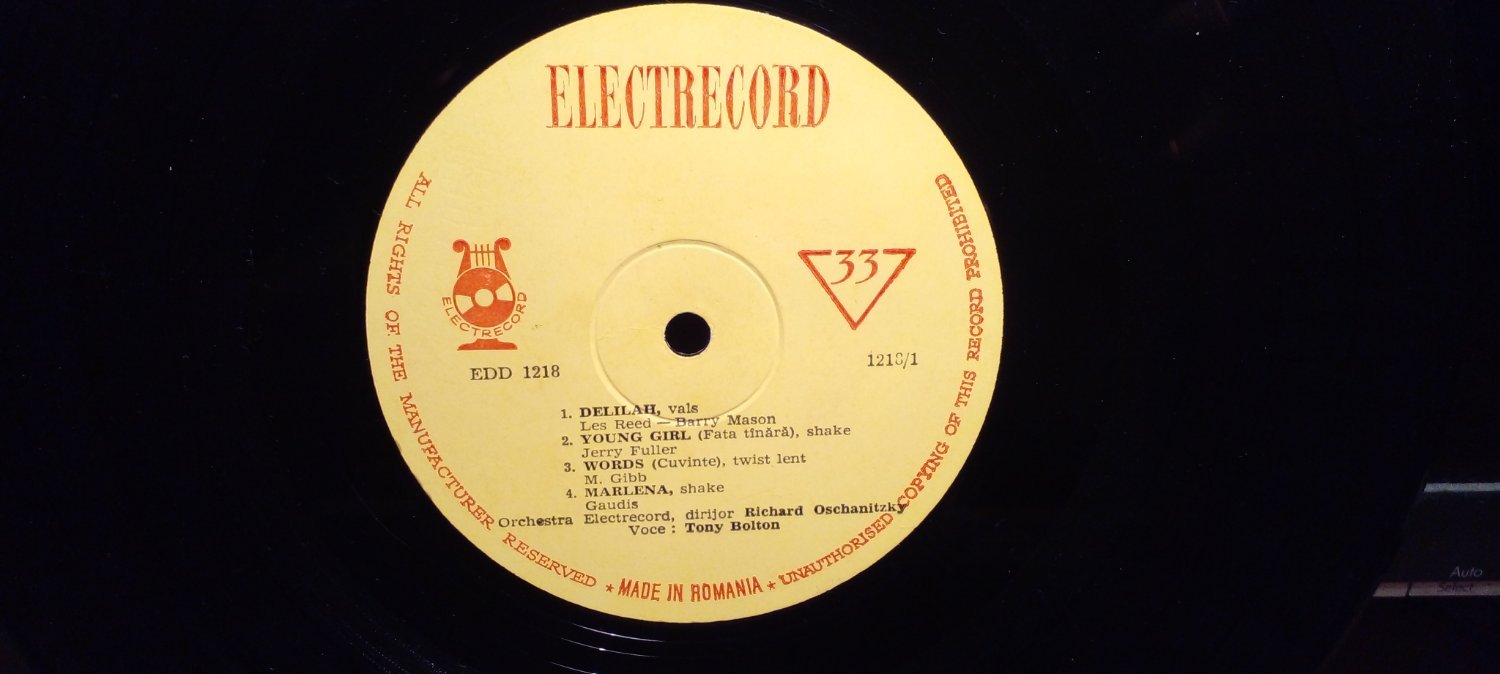 ELECTRECORD
ALL RIGHTS OF THE MANUFACTURER RESERVED
★ MADE IN ROMANIA ★
UNAUTHORISED COPYING OF THIS RECORD PROHIBITED
ELECTRECORD
33
EDD 1218
1218/1
1. DELILAH, vals
Les Reed — Barry Mason
2. YOUNG GIRL (Fata tînără), shake
Jerry Fuller
3. WORDS (Cuvinte), twist lent
M. Gibb
4. MARLENA, shake
Gaudis
Orchestra Electrecord, dirijor Richard Oschanitzky
Voce : Tony Bolton
Auto
Select